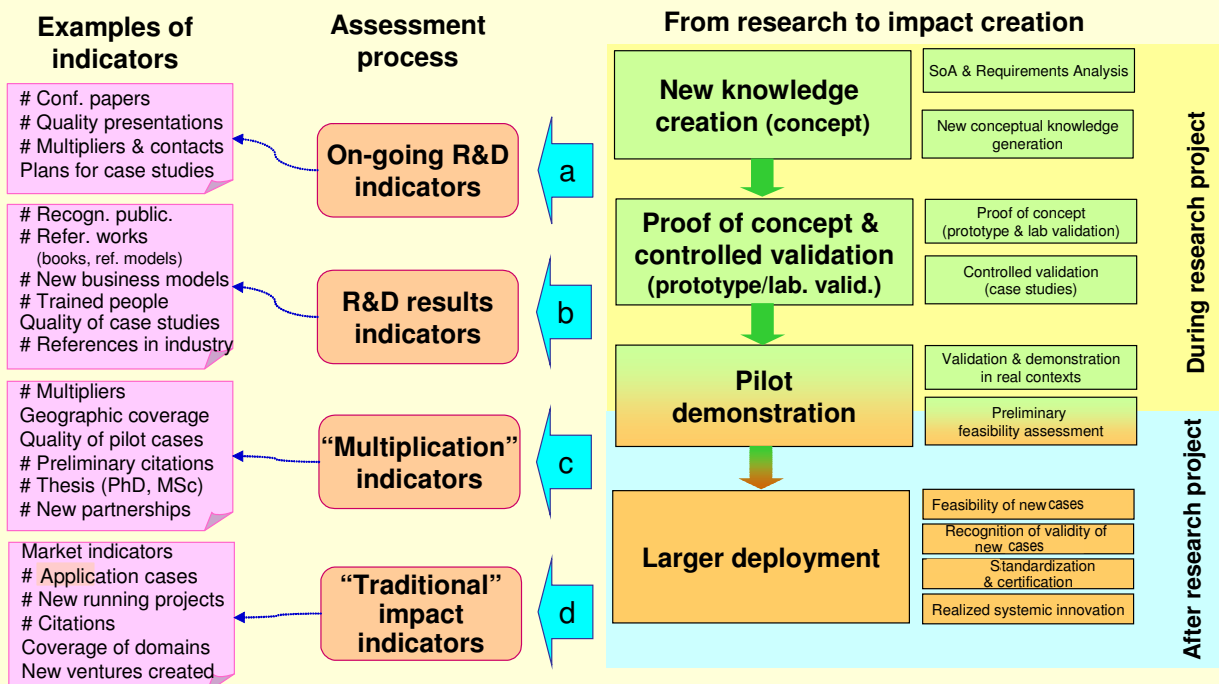 Examples of
indicators
Assessment
process
From research to impact creation
# Conf. papers
# Quality presentations
# Multipliers & contacts
Plans for case studies
On-going R&D
indicators
a
New knowledge
creation (concept)
SoA & Requirements Analysis
New conceptual knowledge
generation
# Recogn. public.
# Refer. works
(books, ref. models)
# New business models
# Trained people
Quality of case studies
# References in industry
R&D results
indicators
b
Proof of concept &
controlled validation
(prototype/lab. valid.)
Proof of concept
(prototype & lab validation)
Controlled validation
(case studies)
# Multipliers
Geographic coverage
Quality of pilot cases
# Preliminary citations
# Thesis (PhD, MSc)
# New partnerships
“Multiplication”
indicators
c
Pilot
demonstration
Validation & demonstration
in real contexts
Preliminary
feasibility assessment
Market indicators
# Application cases
# New running projects
# Citations
Coverage of domains
New ventures created
“Traditional”
impact
indicators
d
Larger deployment
Feasibility of new cases
Recognition of validity of
new cases
Standardization
& certification
Realized systemic innovation
During research project
After research project